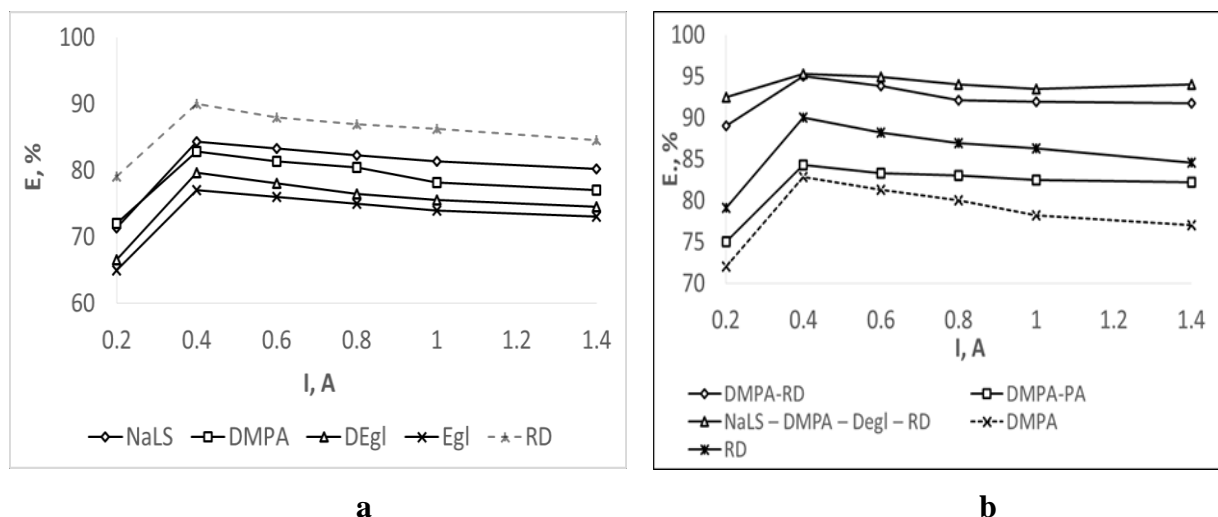 100
90
80
70
60
E, %
0.2 0.4 0.6 0.8 1 1.2 1.4
I, A
NaLS DMPA DEgl Egl RD
a
100
95
90
85
80
75
70
E., %
0.2 0.4 0.6 0.8 1 1.2 1.4
I, A
DMPA-RD DMPA-PA
NaLS – DMPA – Degl – RD DMPA
RD
b